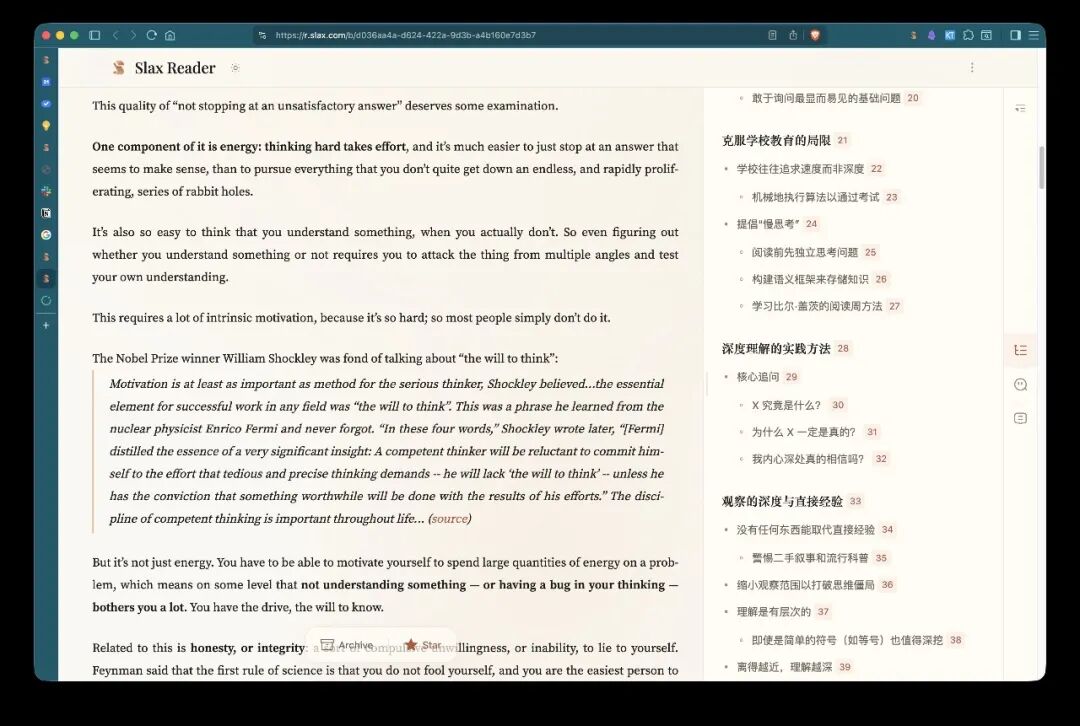 https://r.slax.com/b/d036aa4a-d624-422a-9d3b-a4b160e7d3b7
Slax Reader
This quality of “not stopping at an unsatisfactory answer” deserves some examination.
One component of it is energy: thinking hard takes effort, and it’s much easier to just stop at an answer that
seems to make sense, than to pursue everything that you don’t quite get down an endless, and rapidly prolif-
erating, series of rabbit holes.
It’s also so easy to think that you understand something, when you actually don’t. So even figuring out
whether you understand something or not requires you to attack the thing from multiple angles and test
your own understanding.
This requires a lot of intrinsic motivation, because it’s so hard; so most people simply don’t do it.
The Nobel Prize winner William Shockley was fond of talking about “the will to think”:
Motivation is at least as important as method for the serious thinker, Shockley believed...the essential
element for successful work in any field was “the will to think”. This was a phrase he learned from the
nuclear physicist Enrico Fermi and never forgot. “In these four words,” Shockley wrote later, “[Fermi]
distilled the essence of a very significant insight: A competent thinker will be reluctant to commit him-
self to the effort that tedious and precise thinking demands -- he will lack ‘the will to think’ -- unless he
has the conviction that something worthwhile will be done with the results of his efforts.” The disci-
pline of competent thinking is important throughout life... (source)
But it’s not just energy. You have to be able to motivate yourself to spend large quantities of energy on a prob-
lem, which means on some level that not understanding something — or having a bug in your thinking —
bothers you a lot. You have the drive, the will to know.
Related to this is honesty, or integrity: a sort of compulsive unwillingness, or inability, to lie to yourself.
Feynman said that the first rule of science is that you do not fool yourself, and you are the easiest person to
Archive
Star
敢于询问最显而易见的基础问题 20
克服学校教育的局限 21
学校往往追求速度而非深度 22
机械地执行算法以通过考试 23
提倡“慢思考” 24
阅读前先独立思考问题 25
构建语义框架来存储知识 26
学习比尔·盖茨的阅读周方法 27
深度理解的实践方法 28
核心追问 29
X 究竟是什么? 30
为什么 X 一定是真的? 31
我内心深处真的相信吗? 32
观察的深度与直接经验 33
没有任何东西能取代直接经验 34
警惕二手叙事和流行科普 35
缩小观察范围以打破思维僵局 36
理解是有层次的 37
即使是简单的符号（如等号）也值得深挖 38
离得越近，理解越深 39